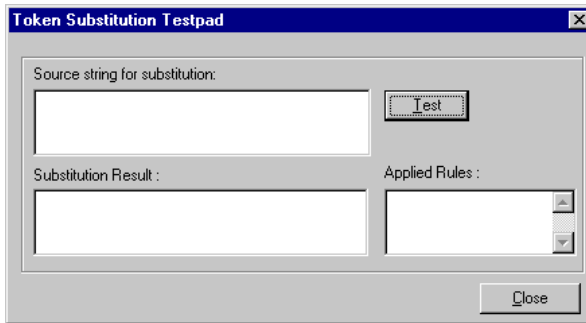 Token Substitution Testpad
Source string for substitution:
Test
Substitution Result :
Applied Rules :
Close